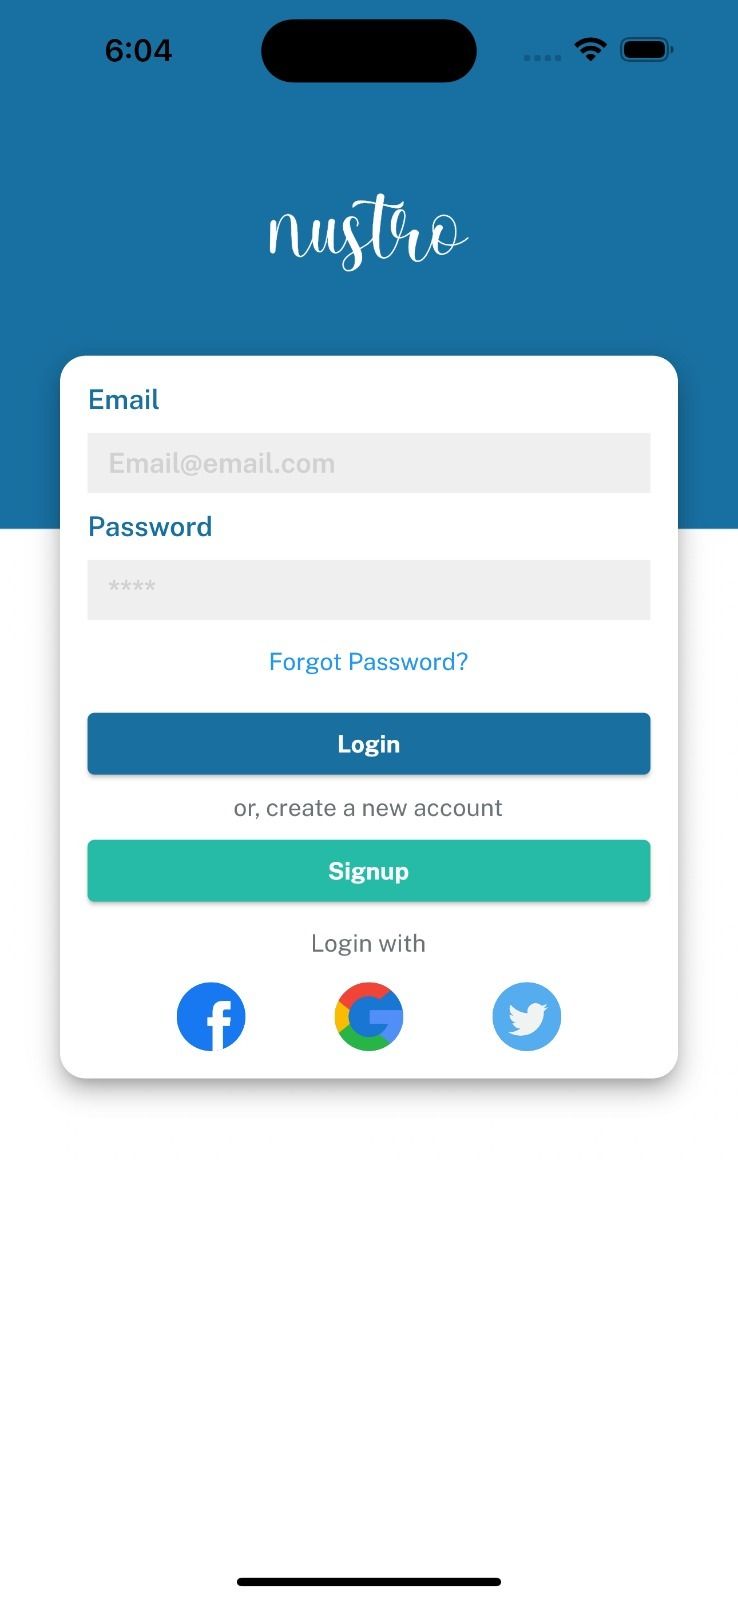 6:04
nustro
Email
Email@email.com
Password
****
Forgot Password?
Login
or, create a new account
Signup
Login with